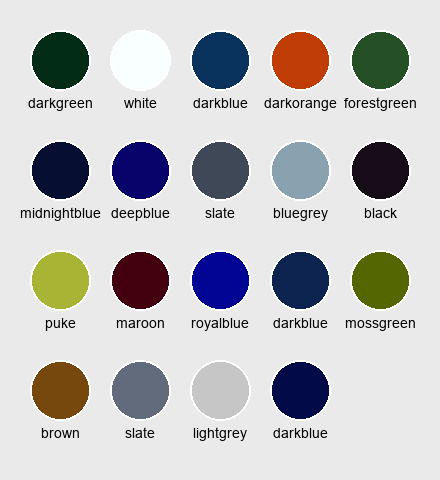 darkgreen white darkblue darkorange forestgreen
midnightblue deepblue slate bluegrey black
puke maroon royalblue darkblue mossgreen
brown slate lightgrey darkblue